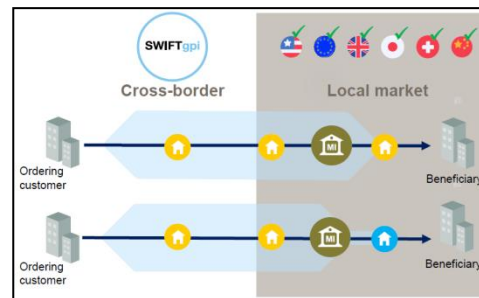 SWIFTgpi
Cross-border
Local market
Ordering
customer
MI
Beneficiary
Ordering
customer
MI
Beneficiary